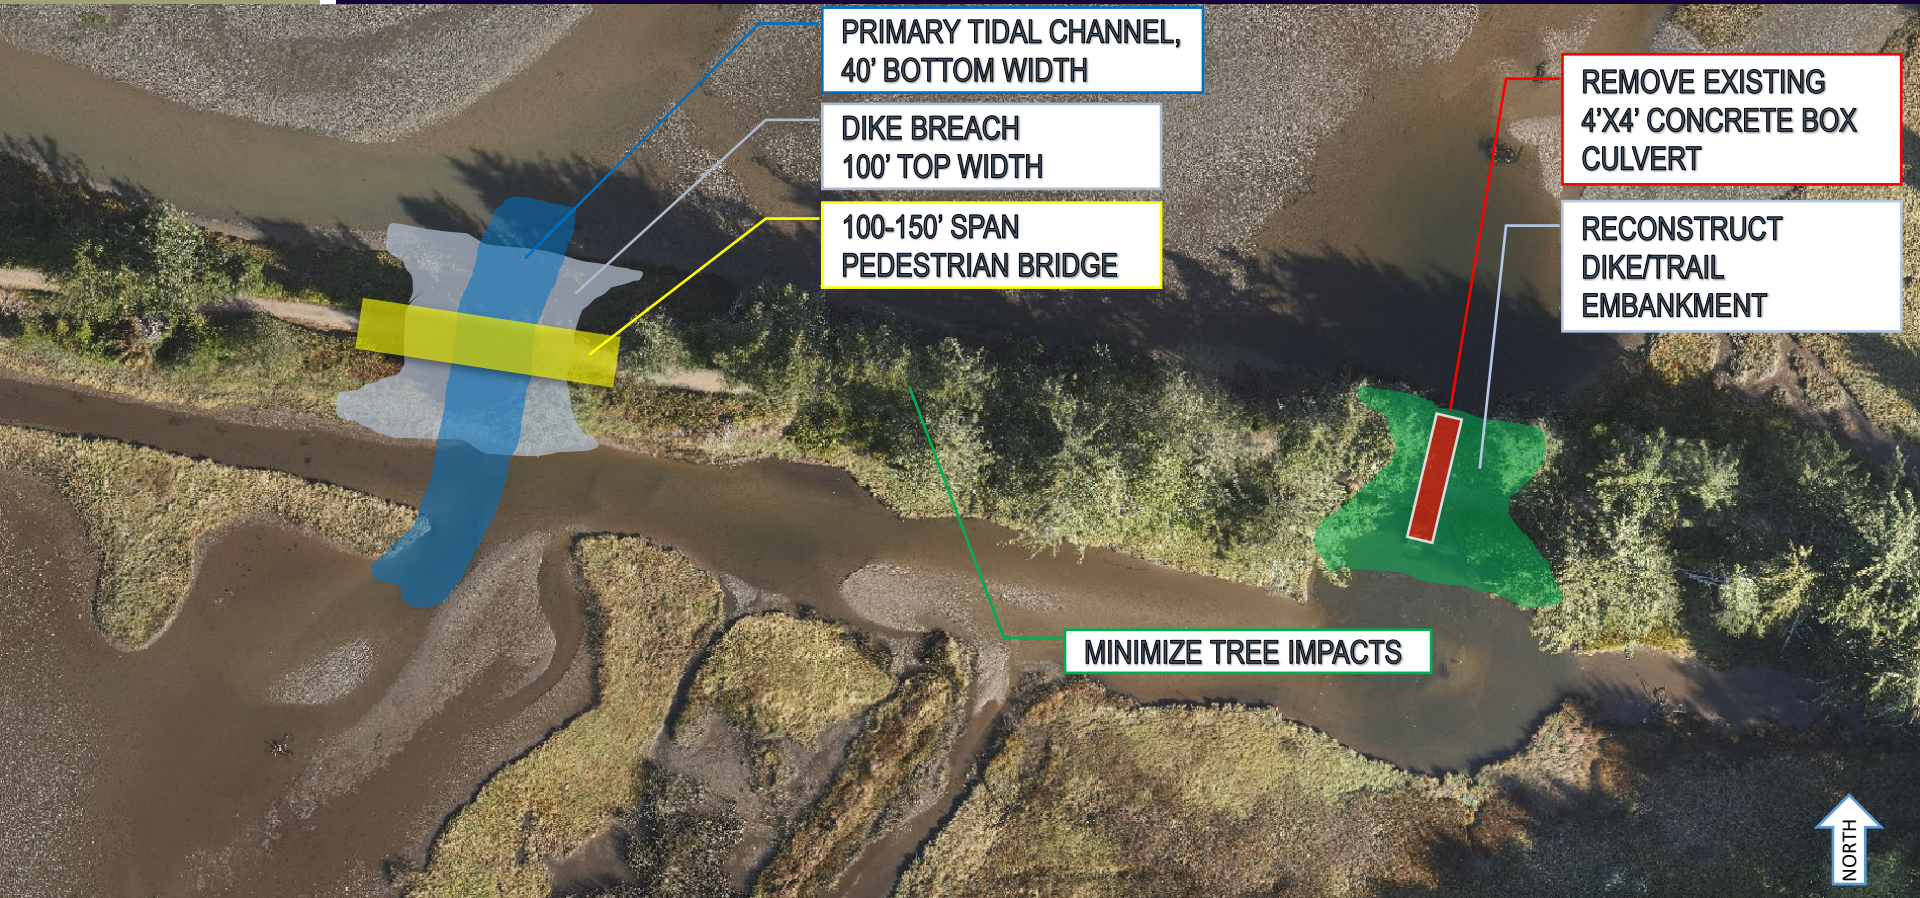 PRIMARY TIDAL CHANNEL,
40’ BOTTOM WIDTH
DIKE BREACH
100’ TOP WIDTH
100-150’ SPAN
PEDESTRIAN BRIDGE
REMOVE EXISTING
4’X4’ CONCRETE BOX
CULVERT
RECONSTRUCT
DIKE/TRAIL
EMBANKMENT
MINIMIZE TREE IMPACTS
NORTH